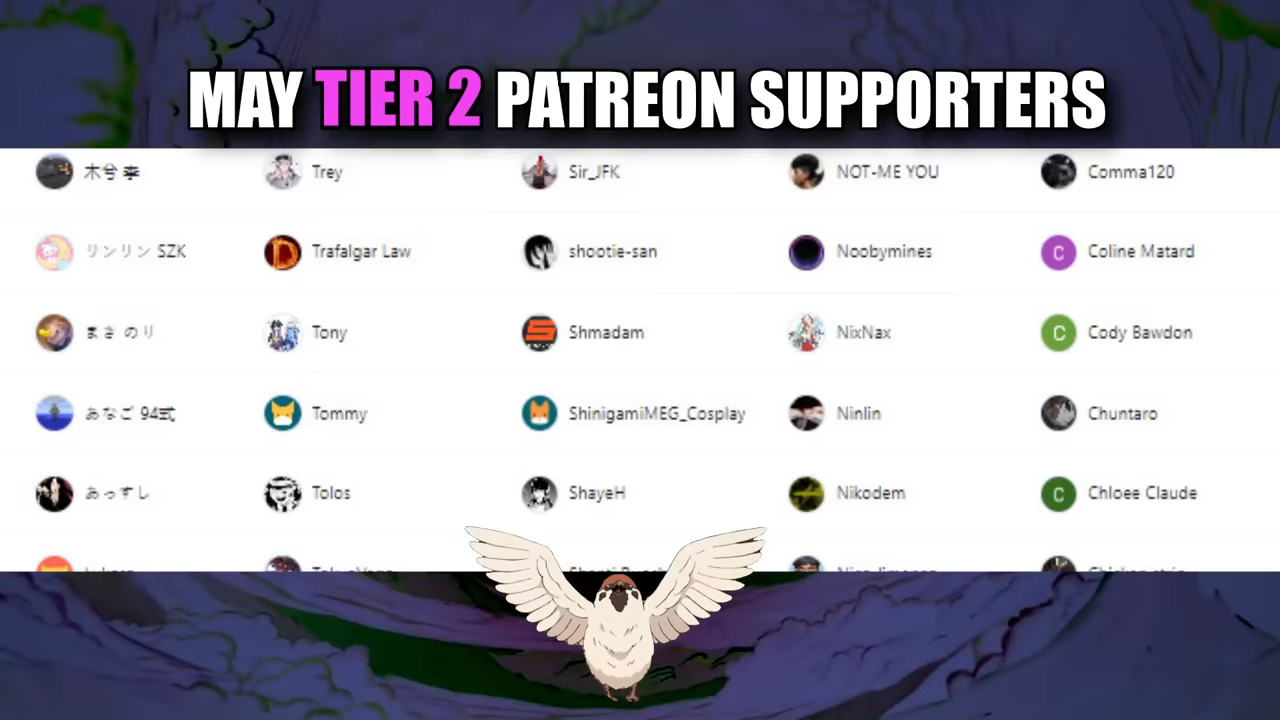 MAY TIER 2 PATREON SUPPORTERS
木兮 李 Trey Sir_JFK NOT-ME YOU Comma120
リンリン SZK Trafalgar Law shootie-san Noobymines Coline Matard
まき のり Tony Shmadam NixNax Cody Bawdon
あなご 94式 Tommy ShinigamiMEG_Cosplay Ninlin Chuntaro
あっすし Tolos ShayeH Nikodem Chloee Claude